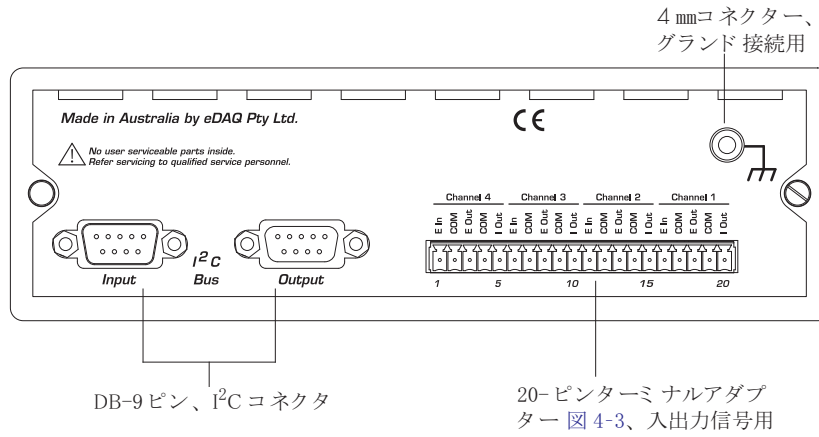 4 mmコネクター、
グランド 接続用
Made in Australia by eDAQ Pty Ltd.
CE
No user serviceable parts inside.
Refer servicing to qualified service personnel.
Channel 4 Channel 3 Channel 2 Channel 1
E In COM E Out COM I Out E In COM E Out COM I Out E In COM E Out COM I Out E In COM E Out COM I Out
Input I²C Bus Output
1 5 10 15 20
DB-9 ピン、I²C コネクタ
20-ピンターミナルアダプ
ター 図 4-3、入出力信号用